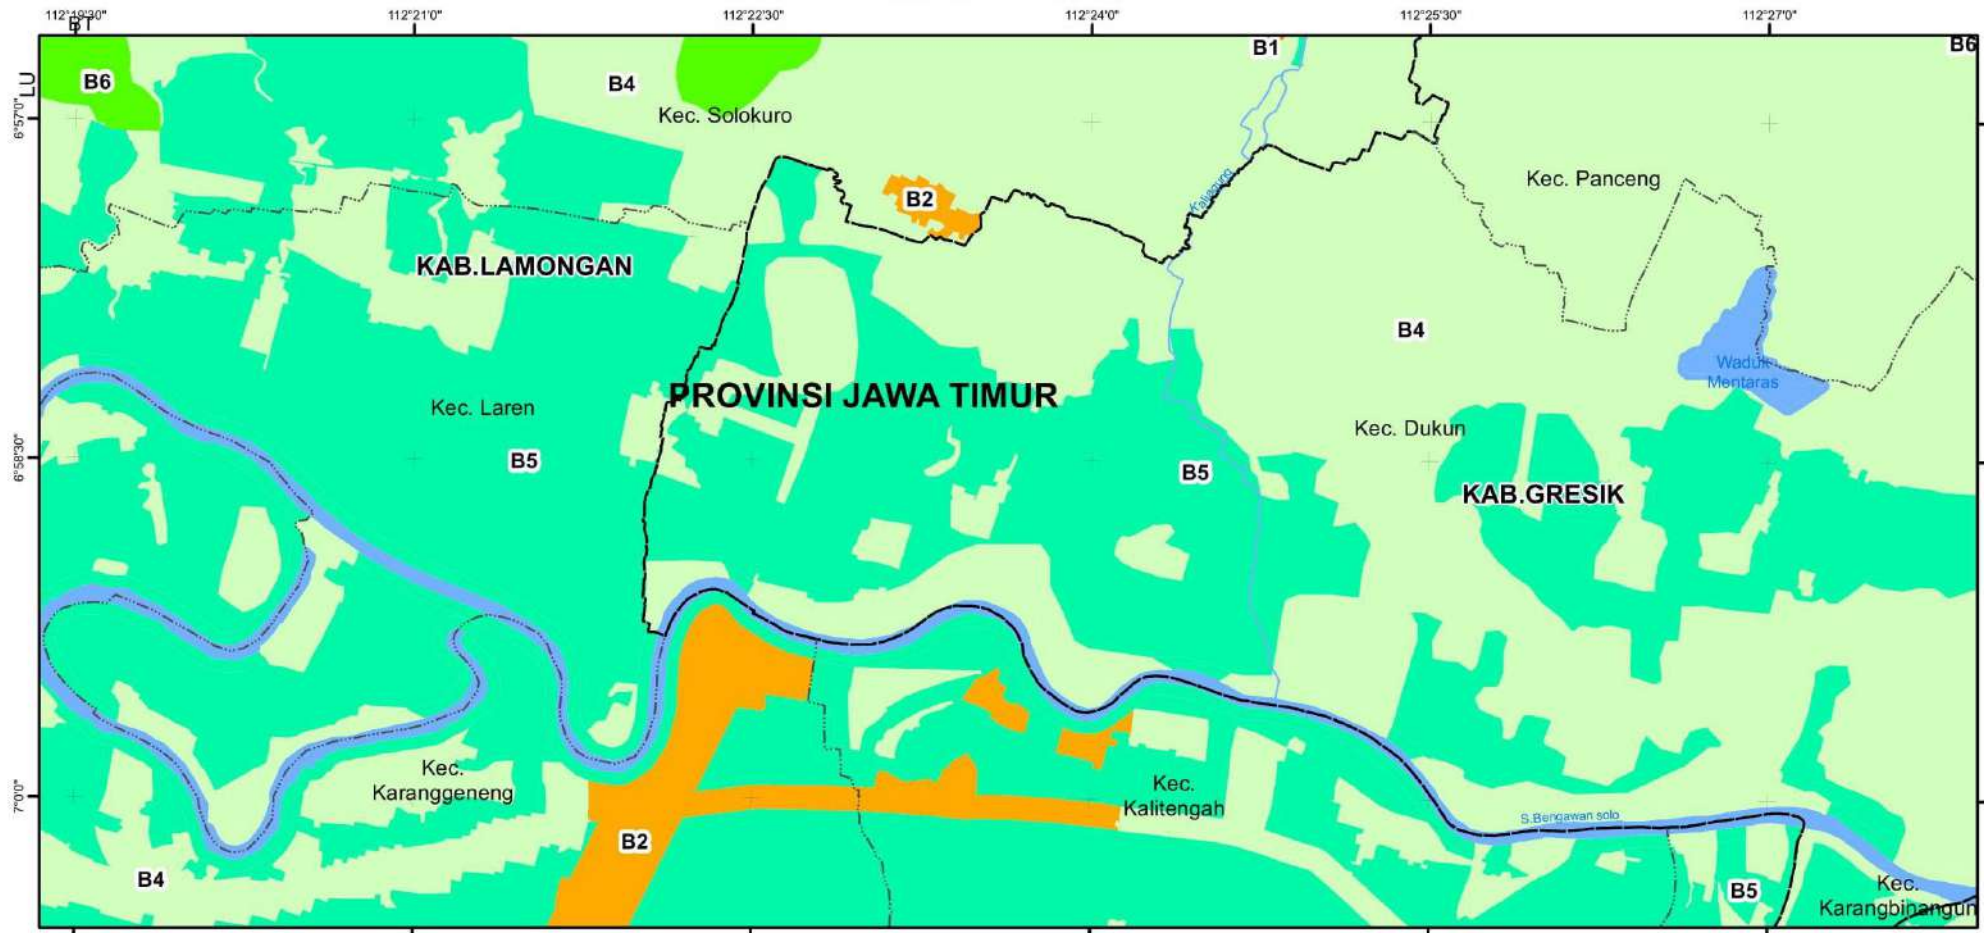 112°19'30"
112°21'0"
112°22'30"
112°24'0"
112°25'30"
112°27'0"
BT
B1
B6
LU
B6
B4
6°57'0"
Kec. Solokuro
Kec. Panceng
B2
Kaliagung
KAB.LAMONGAN
B4
Waduk
Mentaras
PROVINSI JAWA TIMUR
Kec. Laren
Kec. Dukun
6°58'30"
B5
B5
KAB.GRESIK
Kec.
Karanggeneng
Kec.
Kalitengah
7°0'0"
S.Bengawan solo
B2
B4
B5
Kec.
Karangbinangun